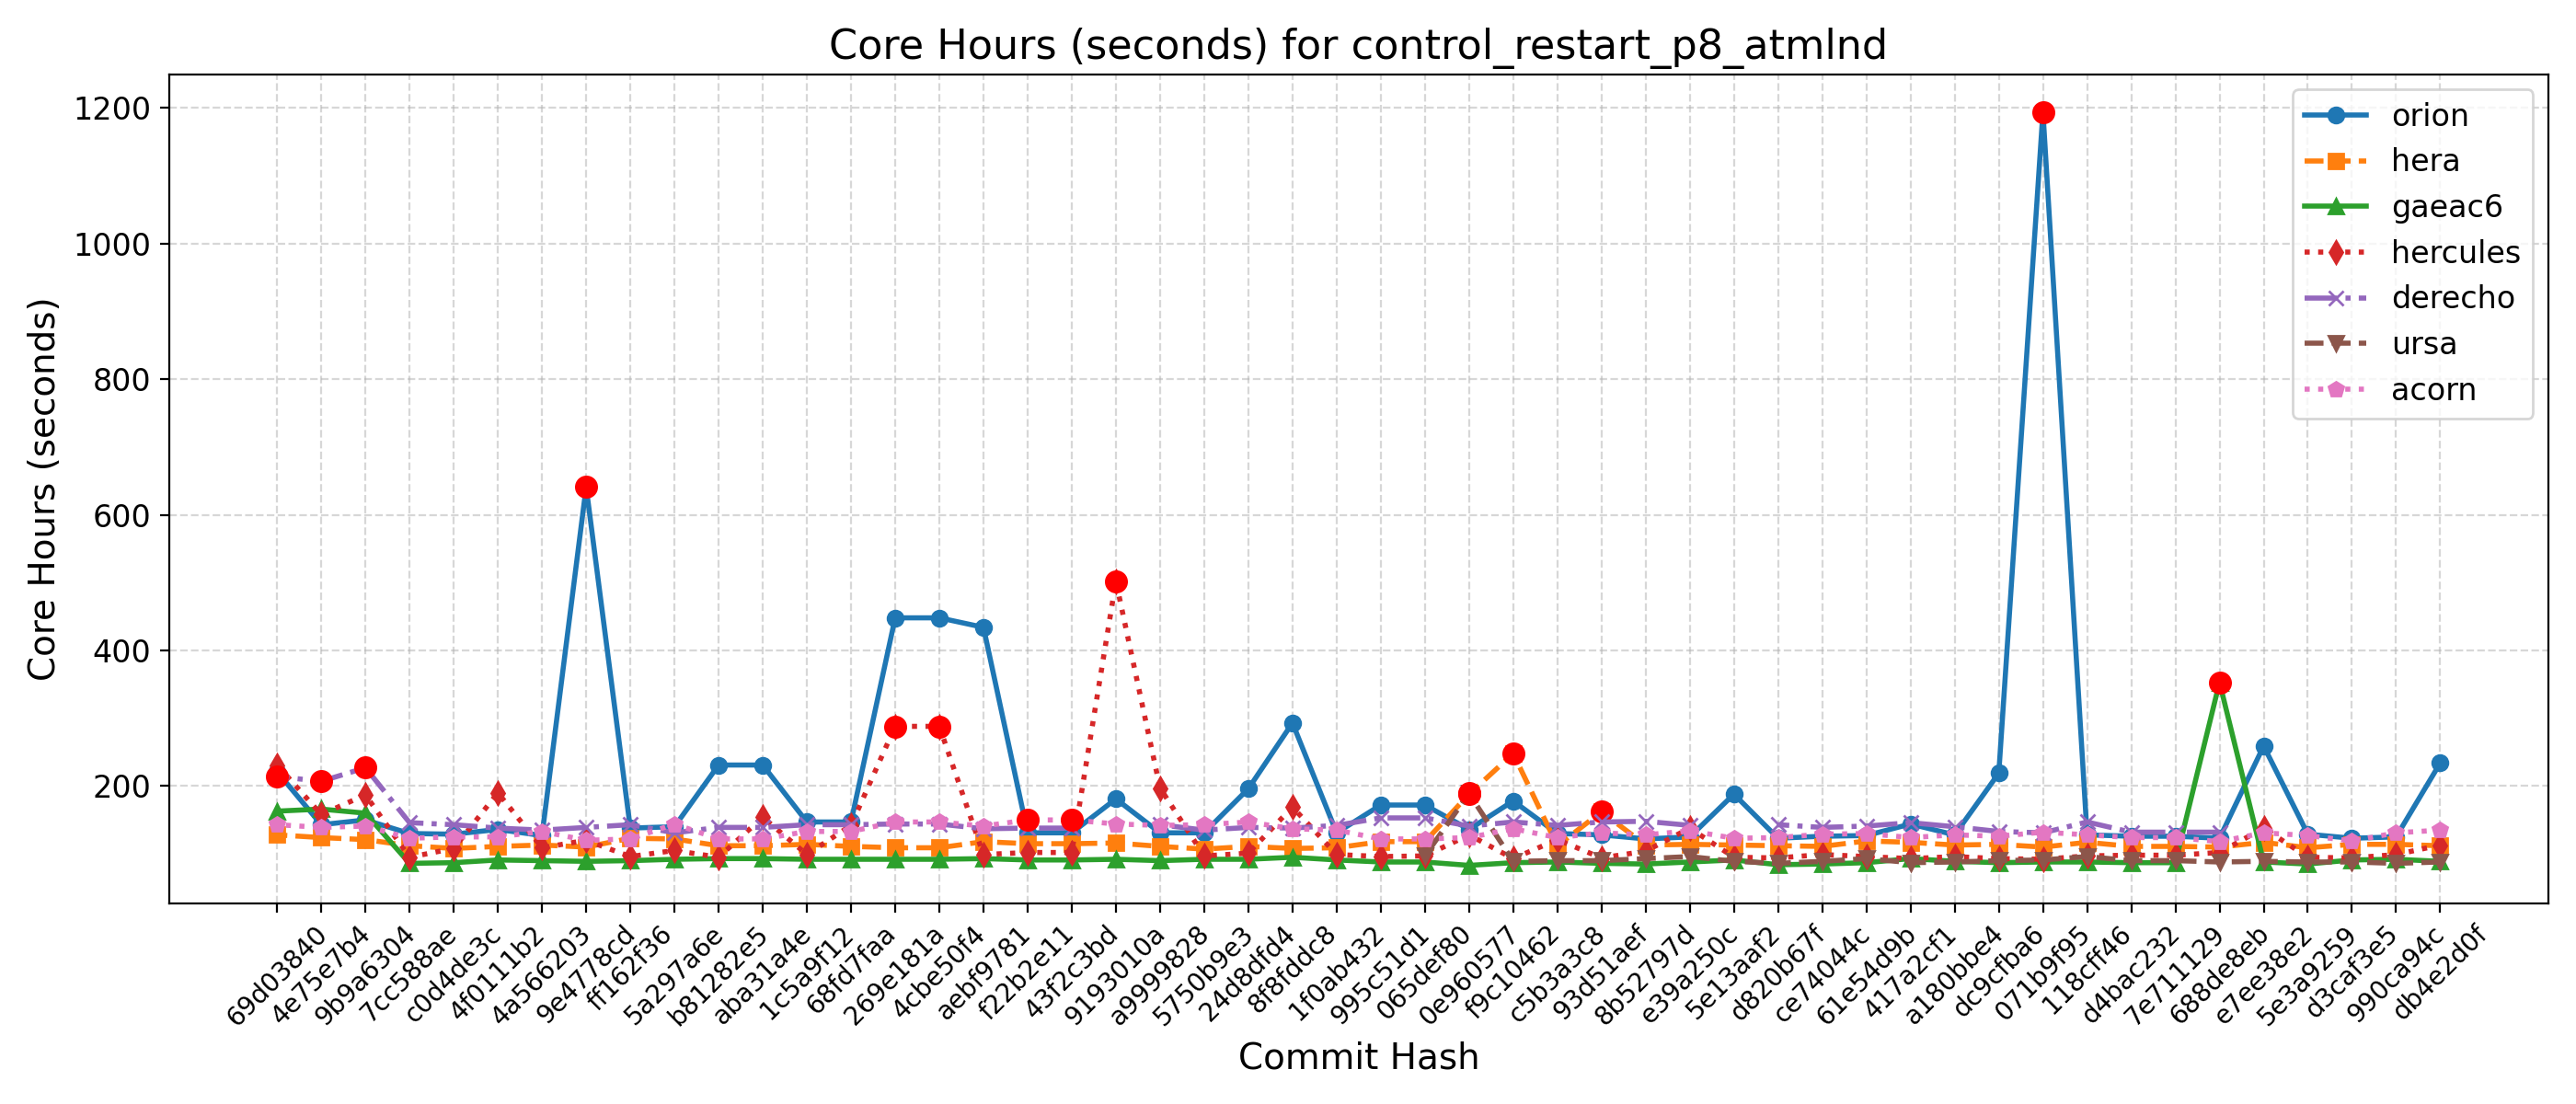 Core Hours (seconds) for control_restart_p8_atmlnd
Core Hours (seconds)
1200
1000
800
600
400
200
orion
hera
gaeac6
hercules
derecho
ursa
acorn
69d03840
4e75e7b4
9b9a6304
7cc588ae
c0d4de3c
4f0111b2
4a566203
9e4778cd
ff162f36
5a297a6e
b81282e5
aba31a4e
1c5a9f12
68fd7faa
269e181a
4cbe50f4
aebf9781
f22b2e11
43f2c3bd
9193010a
a9999828
5750b9e3
24d8dfd4
8f8fddc8
1f0ab432
995c51d1
065def80
0e960577
f9c10462
c5b3a3c8
93d51aef
8b52797d
e39a250c
5e13aaf2
d820b67f
ce74044c
61e54d9b
417a2cf1
a180bbe4
dc9cfba6
071b9f95
118cff46
d4bac232
7e711129
688de8eb
e7ee38e2
5e3a9259
d3caf3e5
990ca94c
db4e2d0f
Commit Hash